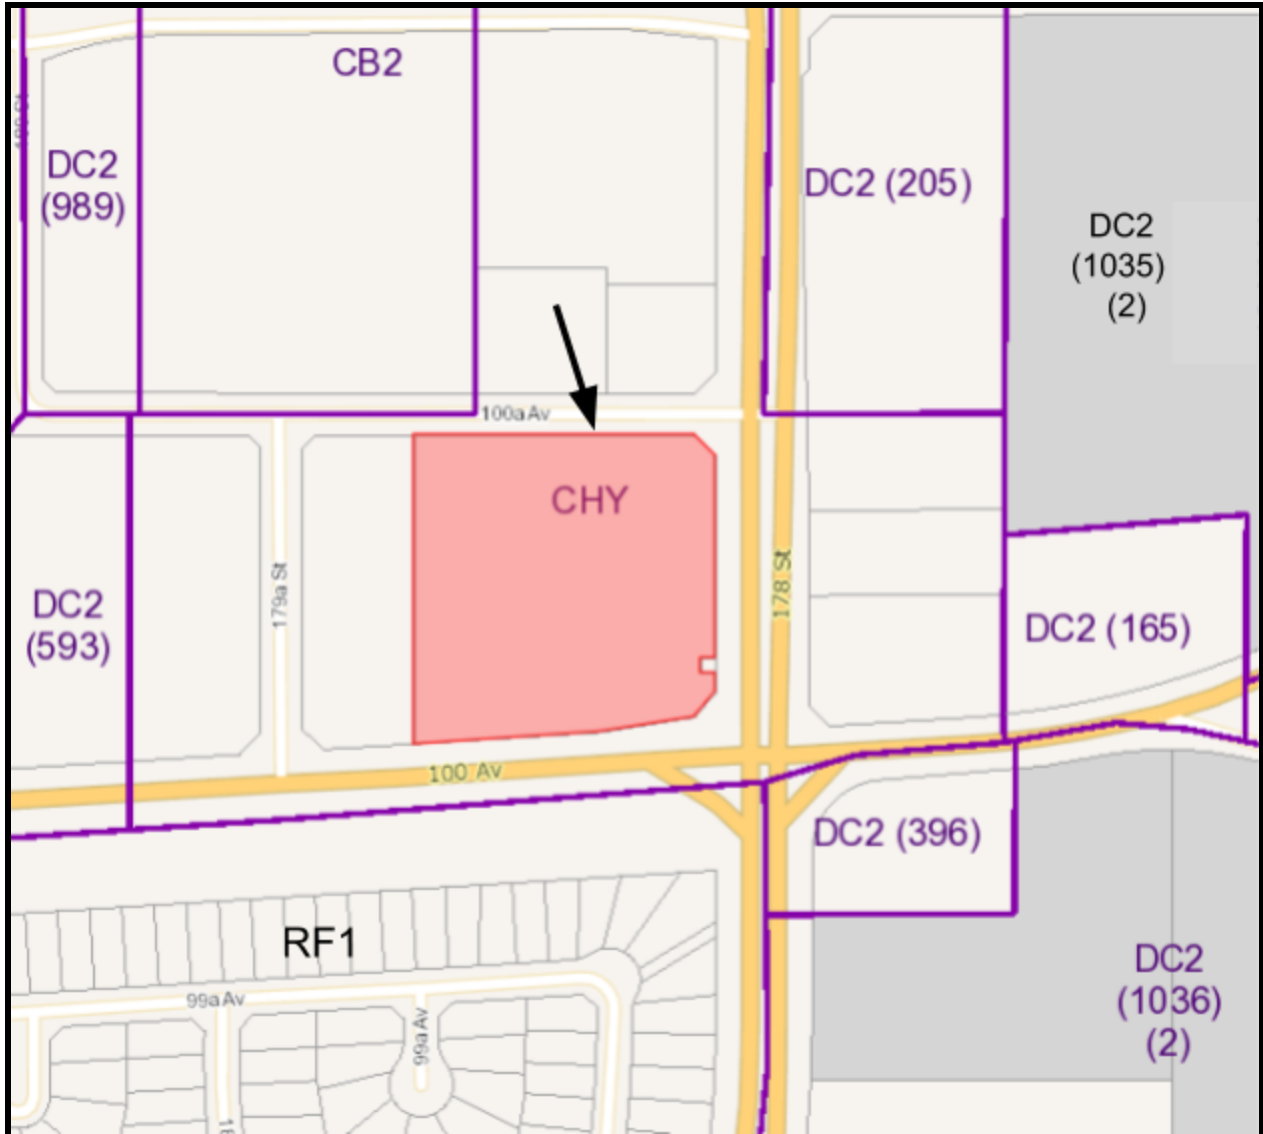 CB2
DC2
(989)
DC2 (205)
DC2
(1035)
(2)
100a Av
CHY
179a St
178 St
DC2
(593)
DC2 (165)
100 Av
DC2 (396)
RF1
99a Av
99a Av
DC2
(1036)
(2)